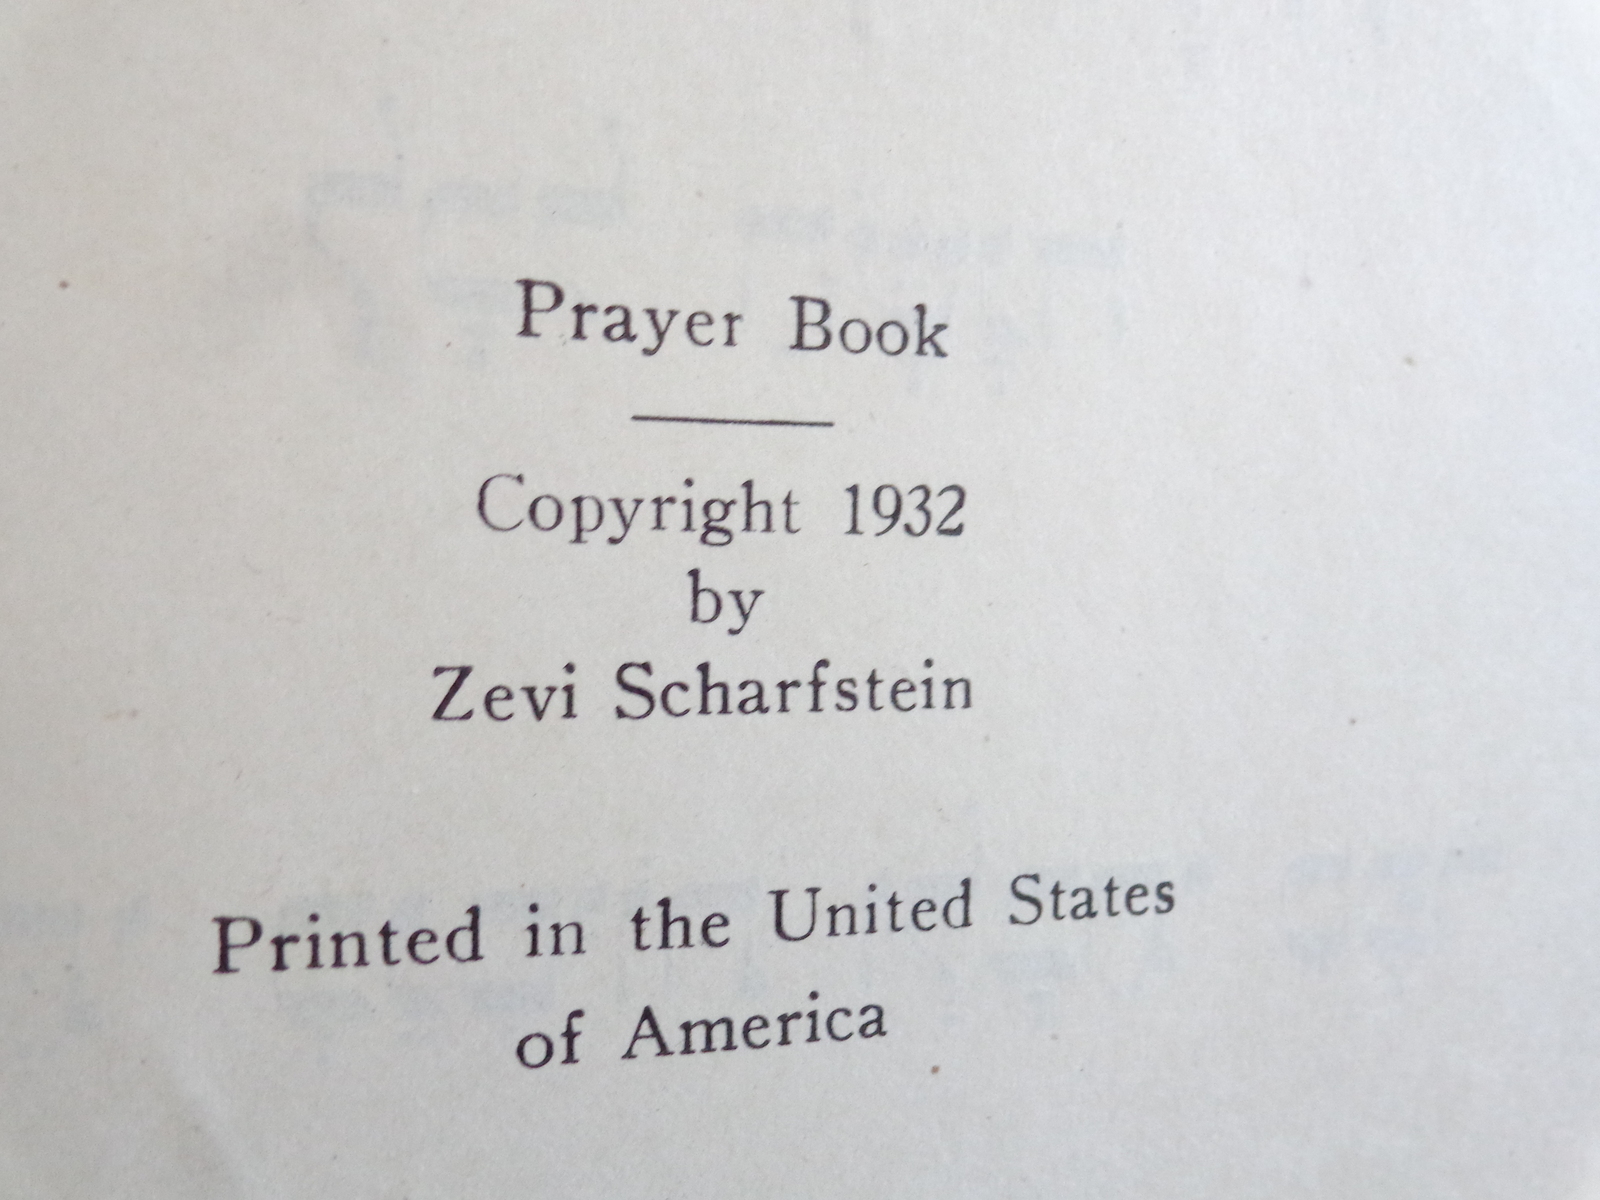 Prayer Book
Copyright 1932
by
Zevi Scharfstein
Printed in the United States
of America